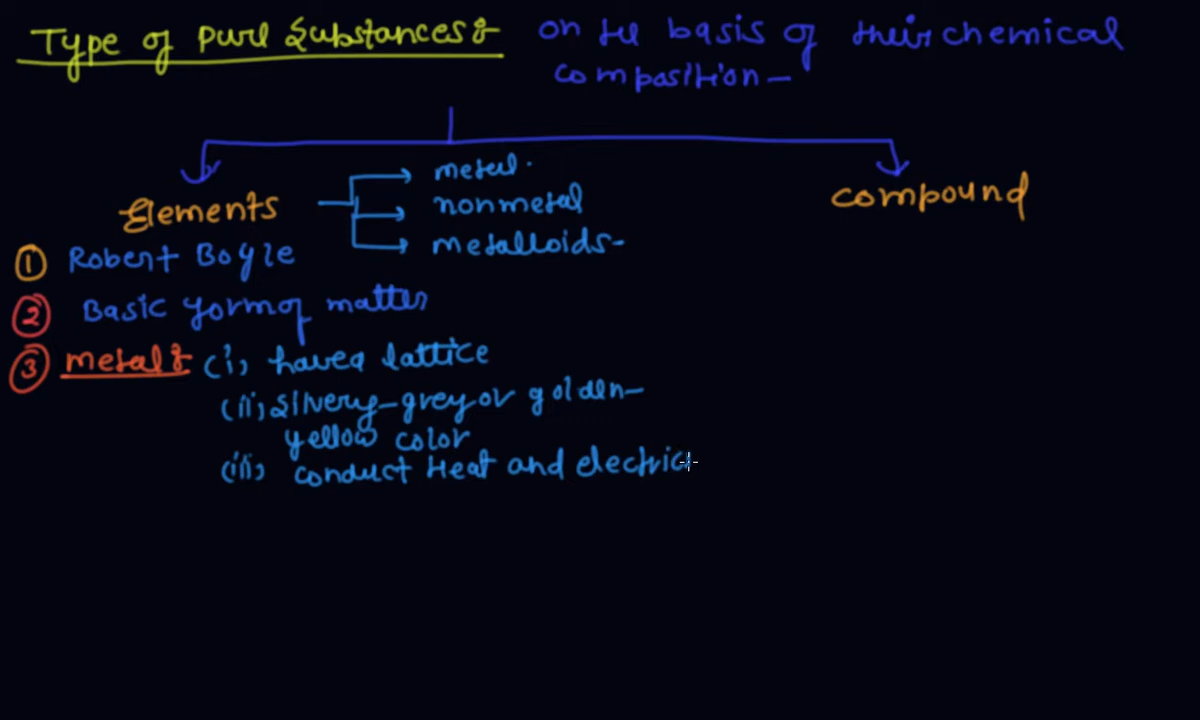 Type of pure Substances:- on the basis of their chemical
composition -
Elements
metal.
nonmetal
metalloids-
compound
① Robert Boyle
② Basic form of matter
③ metals:- (i) have a lattice
(ii) silvery-grey or golden-
yellow color
(iii) conduct Heat and electric